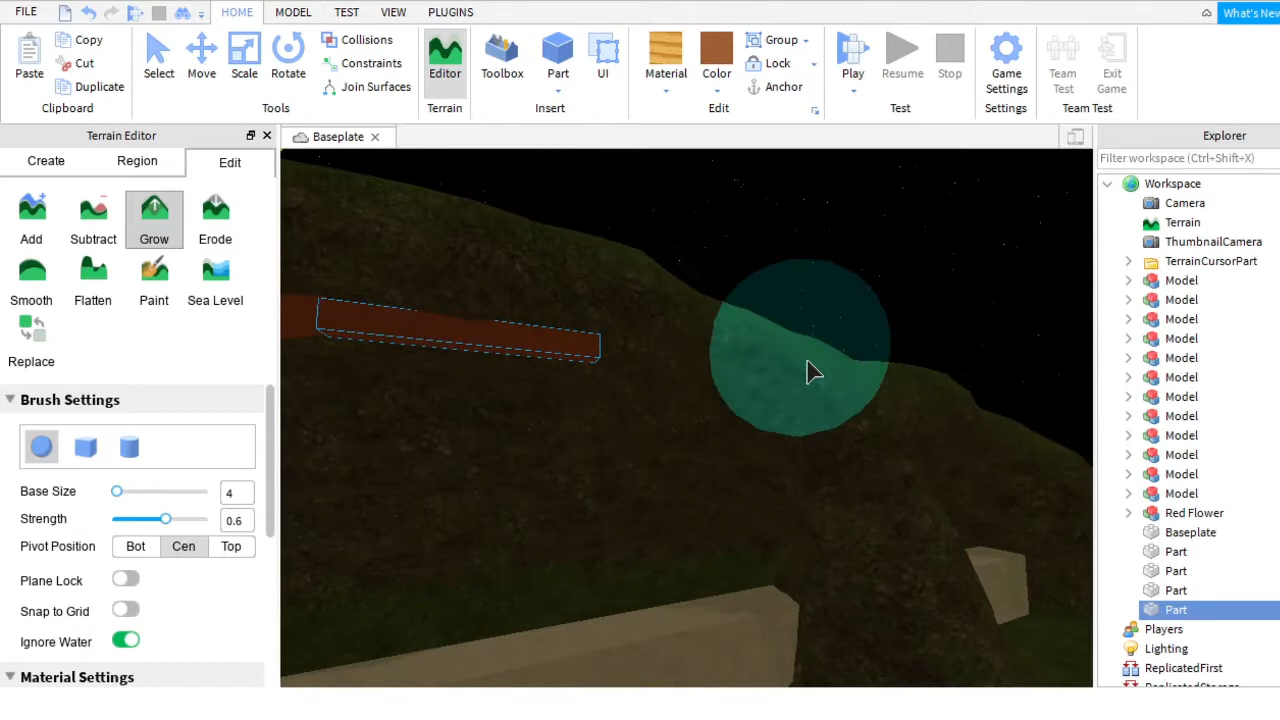 FILE HOME MODEL TEST VIEW PLUGINS What's New
Paste Copy Cut Duplicate
Clipboard
Select Move Scale Rotate Collisions Constraints Join Surfaces
Tools
Editor
Terrain
Toolbox Part UI
Insert
Material Color Group Lock Anchor
Edit
Play Resume Stop
Test
Game Settings
Settings
Team Test Exit Game
Team Test
Terrain Editor
Create Region Edit
Add Subtract Grow Erode
Smooth Flatten Paint Sea Level
Replace
Brush Settings
Base Size 4
Strength 0.6
Pivot Position Bot Cen Top
Plane Lock
Snap to Grid
Ignore Water
Material Settings
Baseplate
Explorer
Filter workspace (Ctrl+Shift+X)
Workspace
Camera
Terrain
ThumbnailCamera
TerrainCursorPart
Model
Model
Model
Model
Model
Model
Model
Model
Model
Model
Model
Model
Red Flower
Baseplate
Part
Part
Part
Part
Players
Lighting
ReplicatedFirst